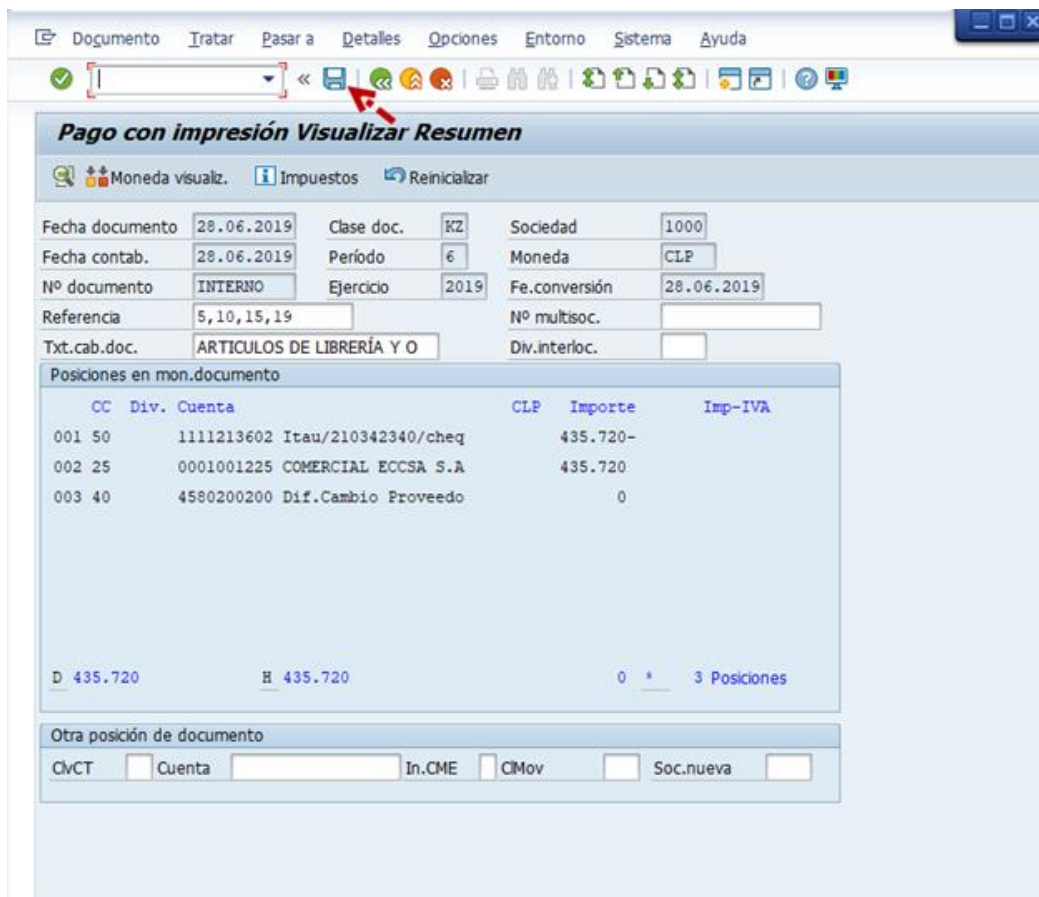 Documento Tratar Pasar a Detalles Opciones Entorno Sistema Ayuda
Pago con impresión Visualizar Resumen
Moneda visualiz. Impuestos Reinicializar
Fecha documento 28.06.2019 Clase doc. KZ Sociedad 1000
Fecha contab. 28.06.2019 Período 6 Moneda CLP
Nº documento INTERNO Ejercicio 2019 Fe.conversión 28.06.2019
Referencia 5,10,15,19 Nº multisoc.
Txt.cab.doc. ARTICULOS DE LIBRERÍA Y O Div.interloc.
Posiciones en mon.documento
CC Div. Cuenta CLP Importe Imp-IVA
001 50 1111213602 Itau/210342340/cheq 435.720-
002 25 0001001225 COMERCIAL ECCSA S.A 435.720
003 40 4580200200 Dif.Cambio Proveedo 0
D 435.720 H 435.720 0 * 3 Posiciones
Otra posición de documento
ClvCT Cuenta In.CME ClMov Soc.nueva